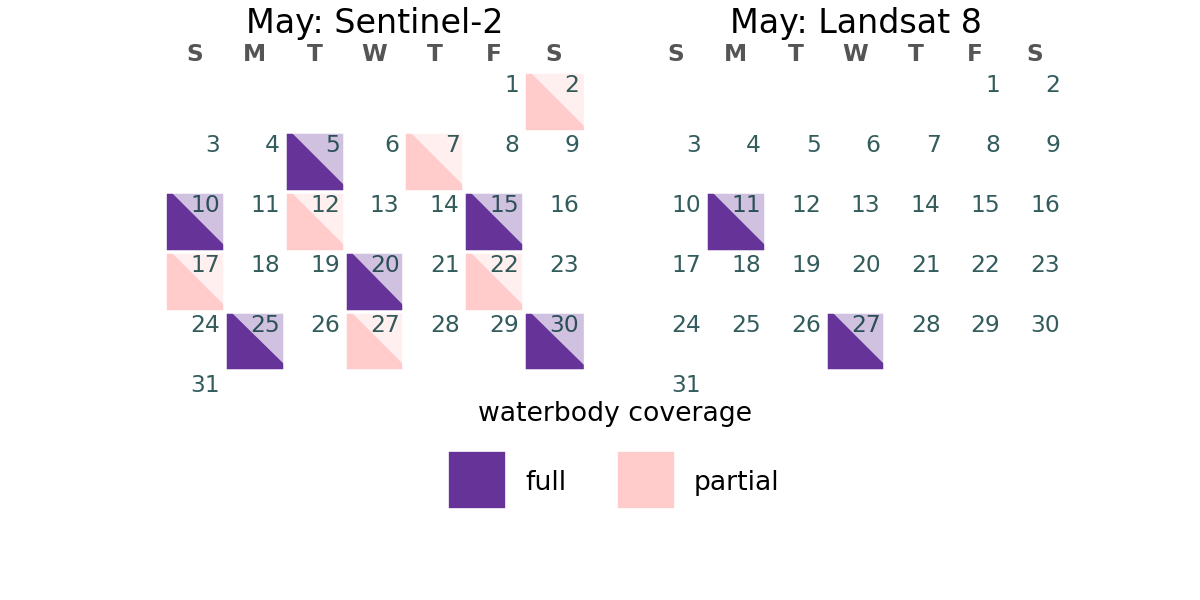 May: Sentinel-2
S M T W T F S
1 2
3 4 5 6 7 8 9
10 11 12 13 14 15 16
17 18 19 20 21 22 23
24 25 26 27 28 29 30
31
May: Landsat 8
S M T W T F S
1 2
3 4 5 6 7 8 9
10 11 12 13 14 15 16
17 18 19 20 21 22 23
24 25 26 27 28 29 30
31
waterbody coverage
full
partial